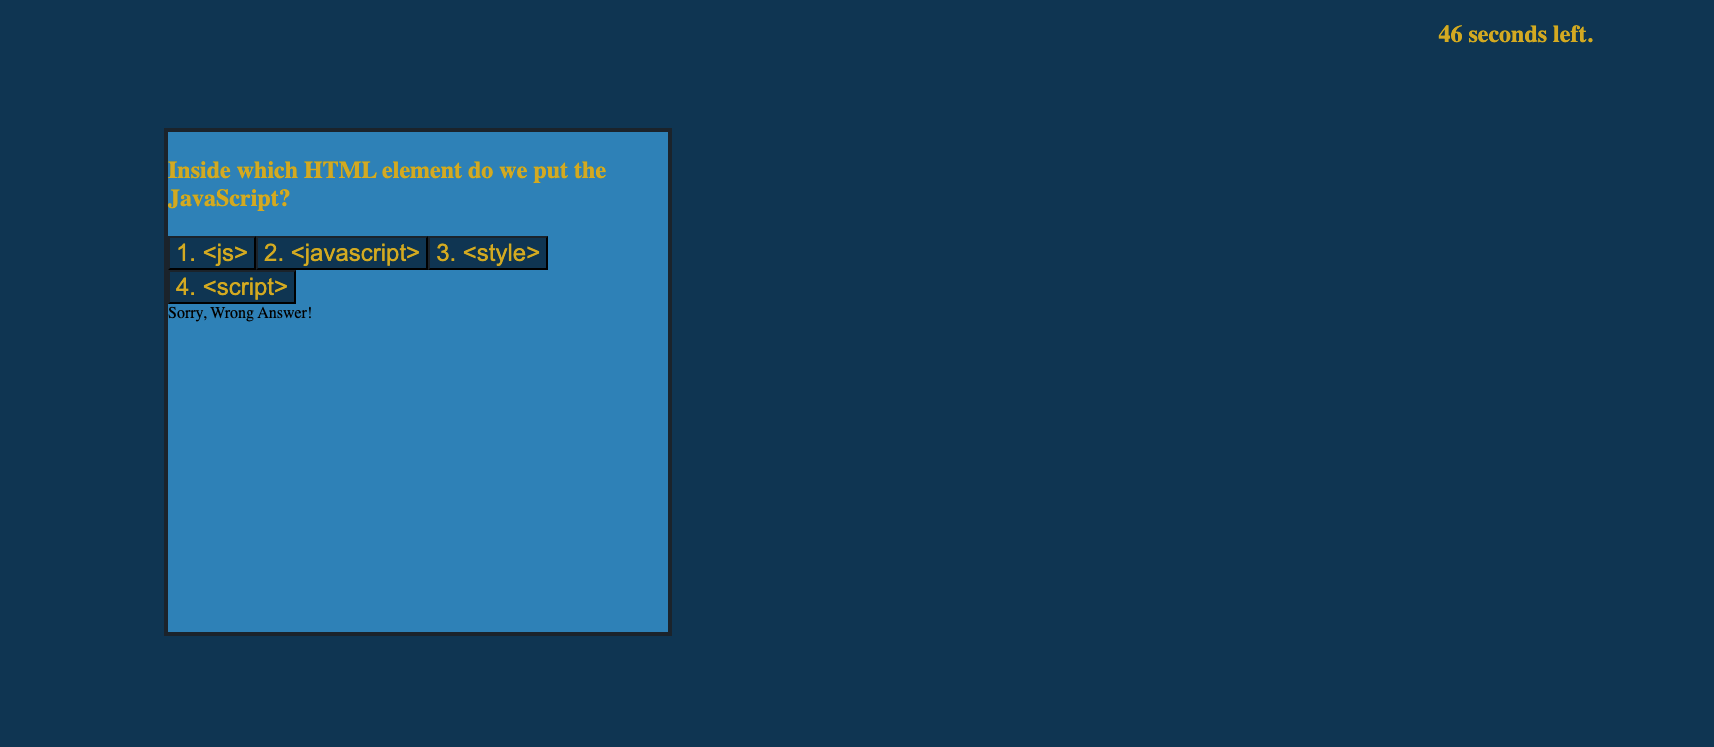 46 seconds left.
Inside which HTML element do we put the
JavaScript?
1. <js> 2. <javascript> 3. <style>
4. <script>
Sorry, Wrong Answer!